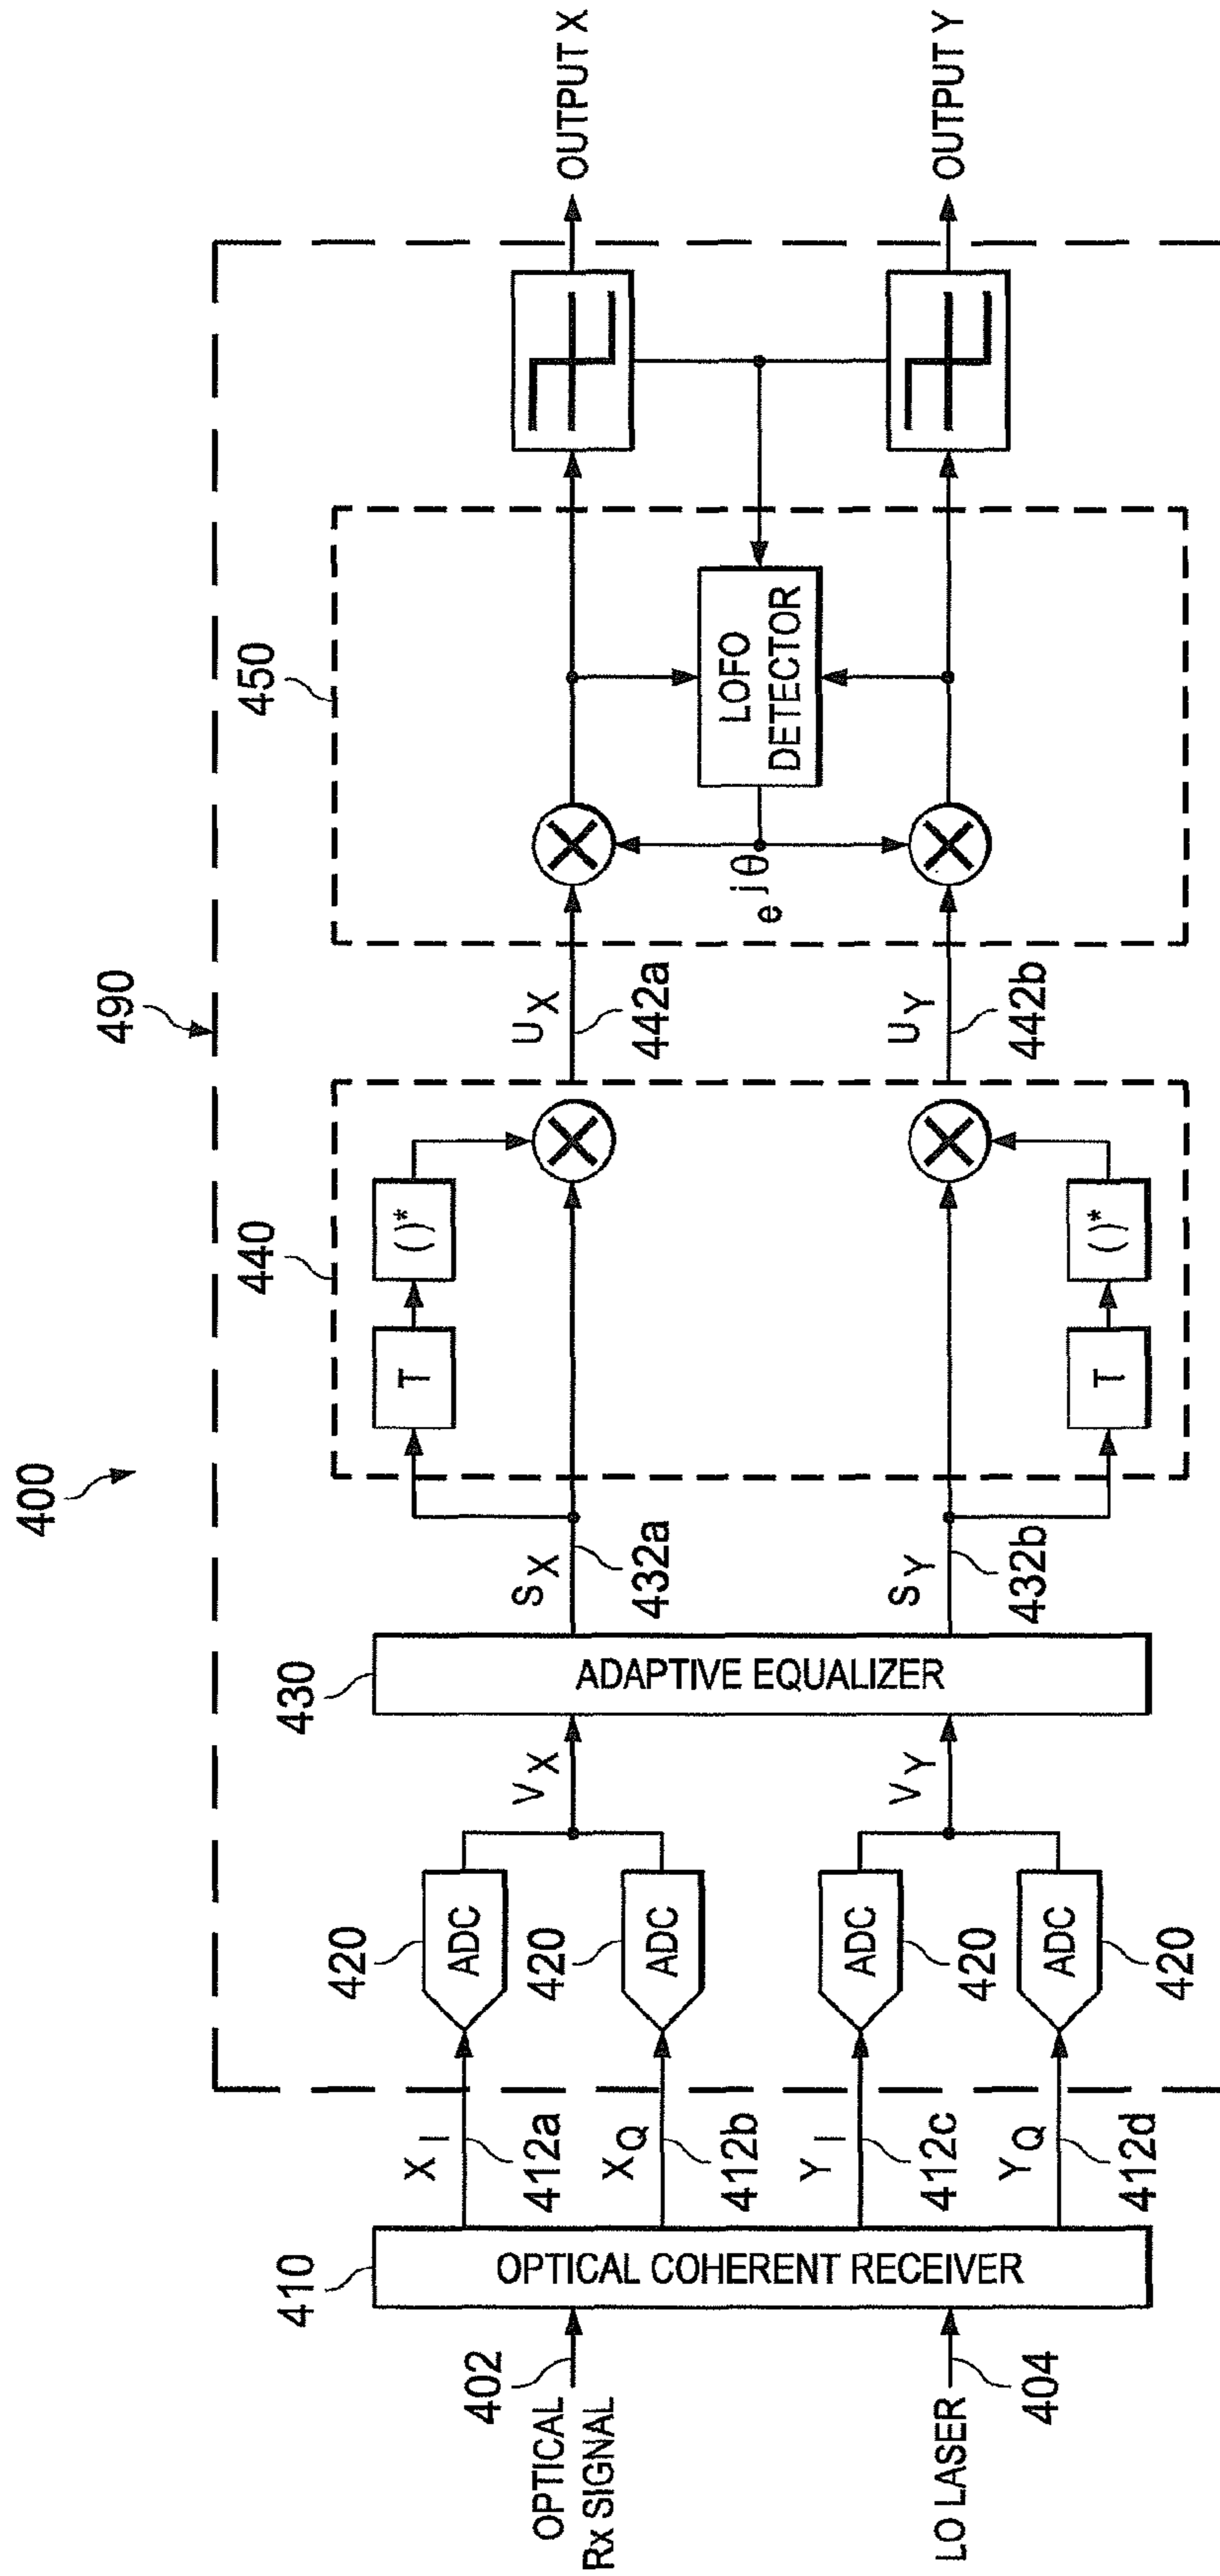 400
490
OPTICAL
Rx SIGNAL
402
LO LASER
404
410
OPTICAL COHERENT RECEIVER
X I
412a
X Q
412b
Y I
412c
Y Q
412d
420
ADC
420
ADC
ADC
420
ADC
420
V X
V Y
430
ADAPTIVE EQUALIZER
S X
432a
S Y
432b
440
T
( )*
T
( )*
U X
442a
U Y
442b
450
e jθ
LOFO
DETECTOR
OUTPUT X
OUTPUT Y